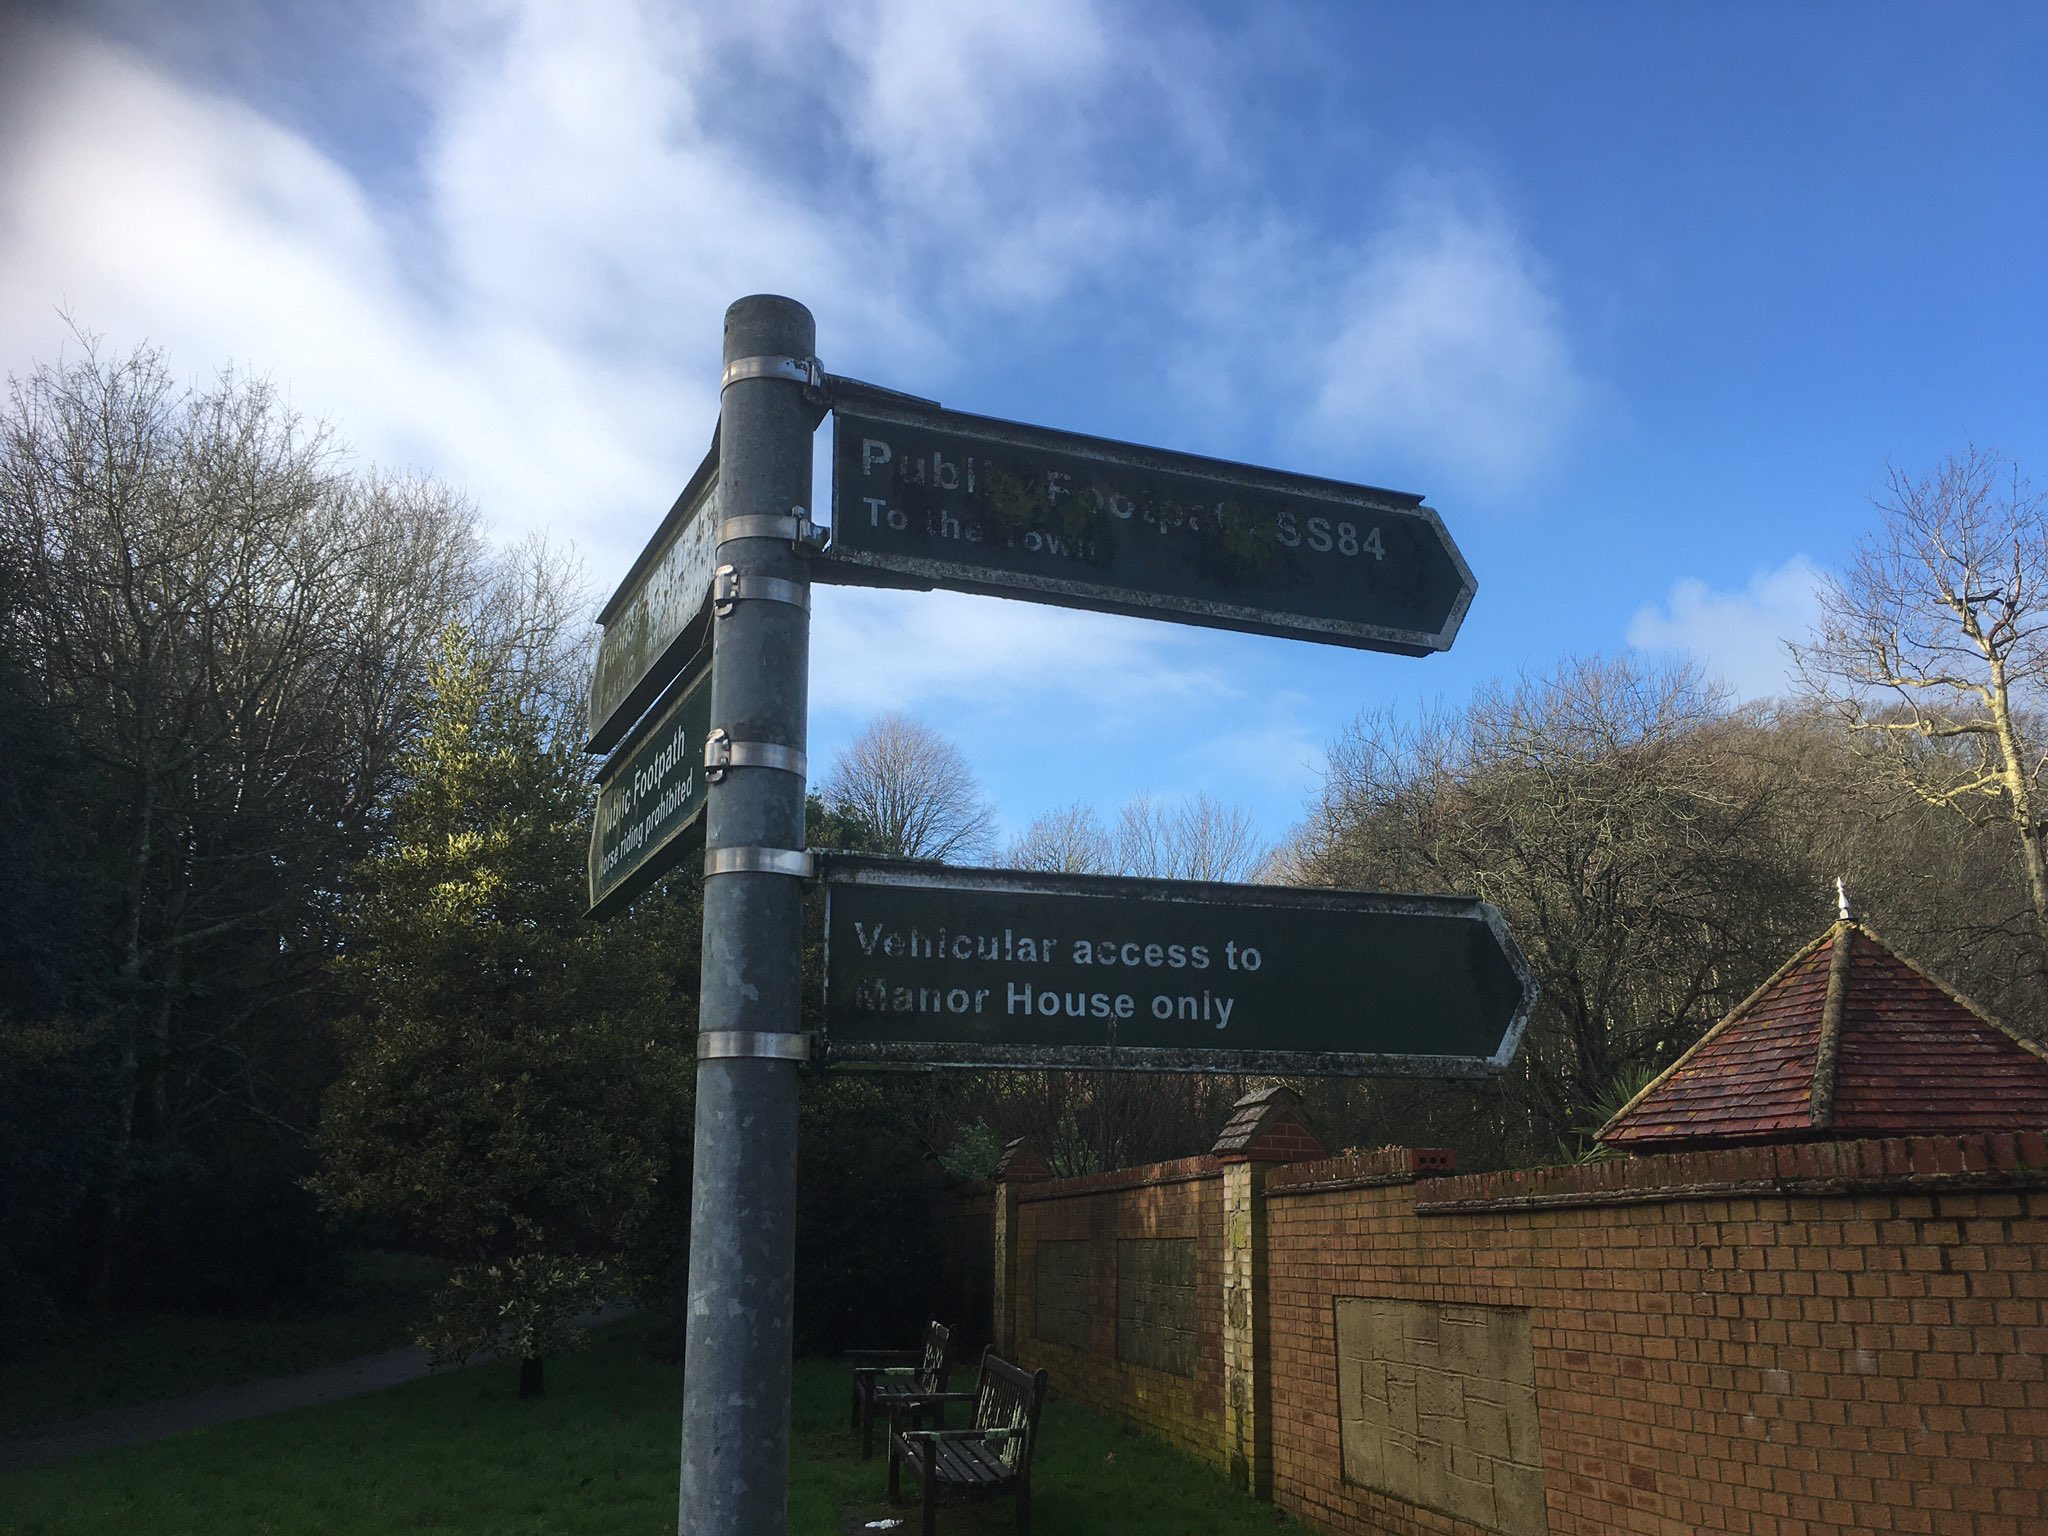 Public Footpath SS84
To the Town
Public Footpath
Horse riding prohibited
Vehicular access to
Manor House only